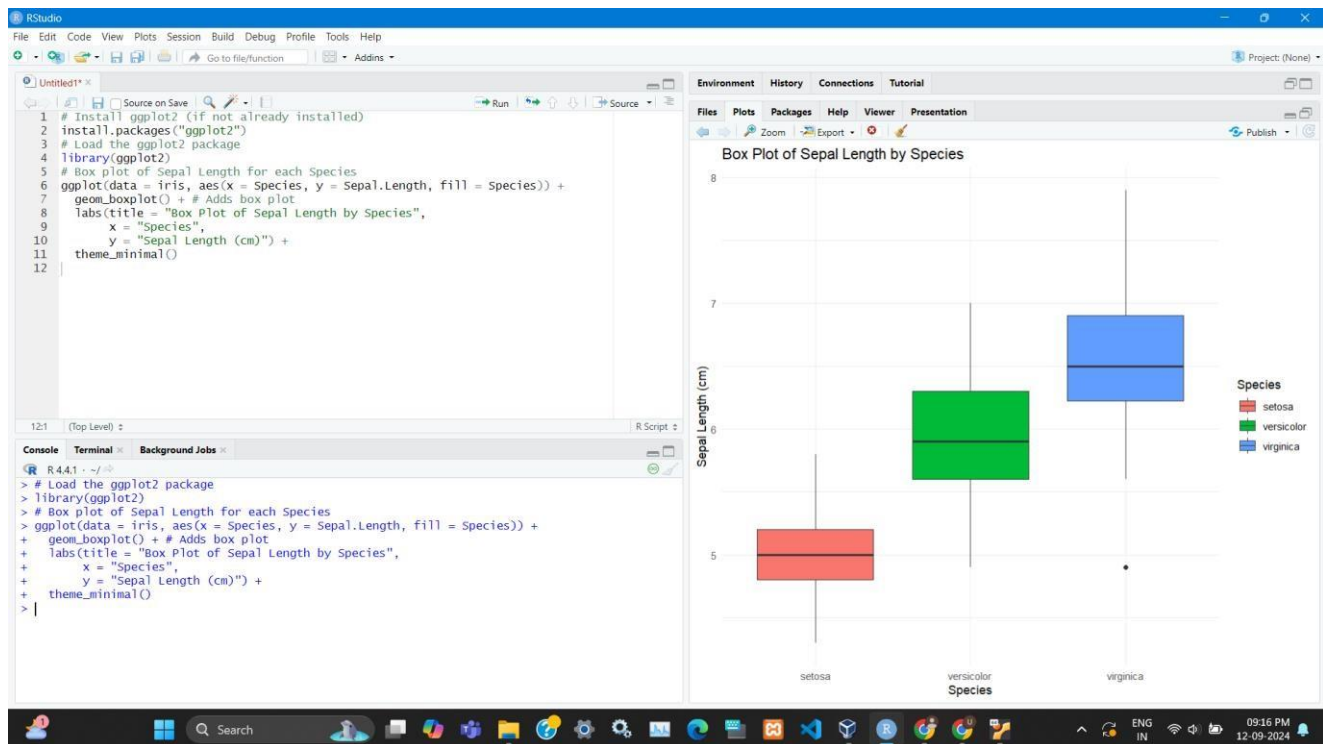 RStudio
File Edit Code View Plots Session Build Debug Profile Tools Help
Go to file/function Addins Project: (None)
Untitled1*
Source on Save Run Source
1 # Install ggplot2 (if not already installed)
2 install.packages("ggplot2")
3 # Load the ggplot2 package
4 library(ggplot2)
5 # Box plot of Sepal Length for each Species
6 ggplot(data = iris, aes(x = Species, y = Sepal.Length, fill = Species)) +
7 geom_boxplot() + # Adds box plot
8 labs(title = "Box Plot of Sepal Length by Species",
9 x = "Species",
10 y = "Sepal Length (cm)") +
11 theme_minimal()
12
12:1 (Top Level) R Script
Console Terminal Background Jobs
R 4.4.1 · ~/
> # Load the ggplot2 package
> library(ggplot2)
> # Box plot of Sepal Length for each Species
> ggplot(data = iris, aes(x = Species, y = Sepal.Length, fill = Species)) +
+ geom_boxplot() + # Adds box plot
+ labs(title = "Box Plot of Sepal Length by Species",
+ x = "Species",
+ y = "Sepal Length (cm)") +
+ theme_minimal()
>
Environment History Connections Tutorial
Files Plots Packages Help Viewer Presentation
Zoom Export Publish
Box Plot of Sepal Length by Species
8
7
6
5
Sepal Length (cm)
setosa versicolor virginica
Species
Species
setosa
versicolor
virginica
1
Search
ENG
IN
09:16 PM
12-09-2024